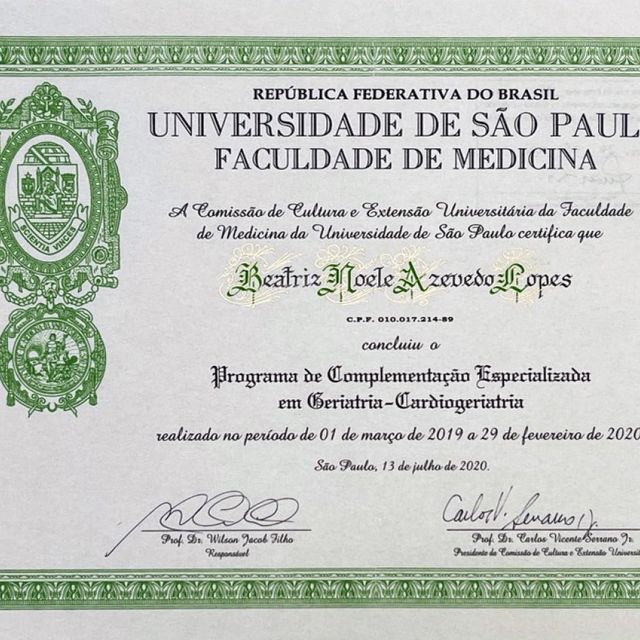 REPÚBLICA FEDERATIVA DO BRASIL
UNIVERSIDADE DE SÃO PAUL
FACULDADE DE MEDICINA
A Comissão de Cultura e Extensão Universitária da Faculdade
de Medicina da Universidade de São Paulo certifica que
Beatriz Noele Azevedo Lopes
C.P.F. 010.017.214-89
concluiu o
Programa de Complementação Especializada
em Geriatria-Cardiogeriatria
realizado no período de 01 de março de 2019 a 29 de fevereiro de 2020
São Paulo, 13 de julho de 2020.
Carlos V. Serrano Jr.
Prof. Dr. Wilson Jacob Filho
Responsável
Prof. Dr. Carlos Vicente Serrano Jr.
Presidente da Comissão de Cultura e Extensão Universi
SCIENTIA VINCES